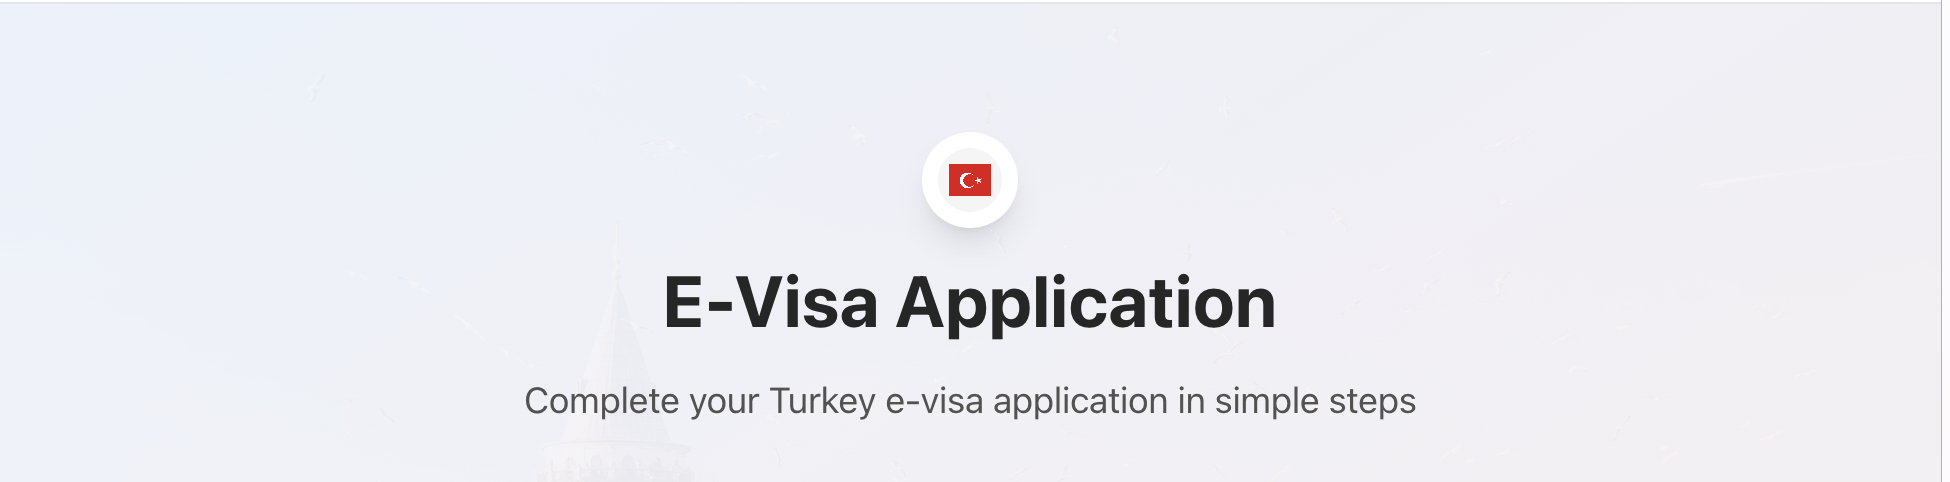 E-Visa Application
Complete your Turkey e-visa application in simple steps